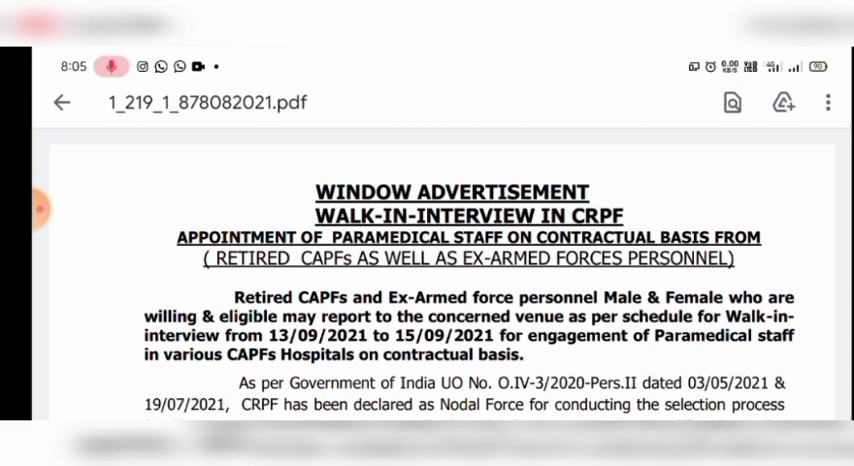 8:05
0.00 KB/S 4G 90
1_219_1_878082021.pdf
WINDOW ADVERTISEMENT
WALK-IN-INTERVIEW IN CRPF
APPOINTMENT OF PARAMEDICAL STAFF ON CONTRACTUAL BASIS FROM
( RETIRED CAPFs AS WELL AS EX-ARMED FORCES PERSONNEL)
Retired CAPFs and Ex-Armed force personnel Male & Female who are
willing & eligible may report to the concerned venue as per schedule for Walk-in-
interview from 13/09/2021 to 15/09/2021 for engagement of Paramedical staff
in various CAPFs Hospitals on contractual basis.
As per Government of India UO No. O.IV-3/2020-Pers.II dated 03/05/2021 &
19/07/2021, CRPF has been declared as Nodal Force for conducting the selection process